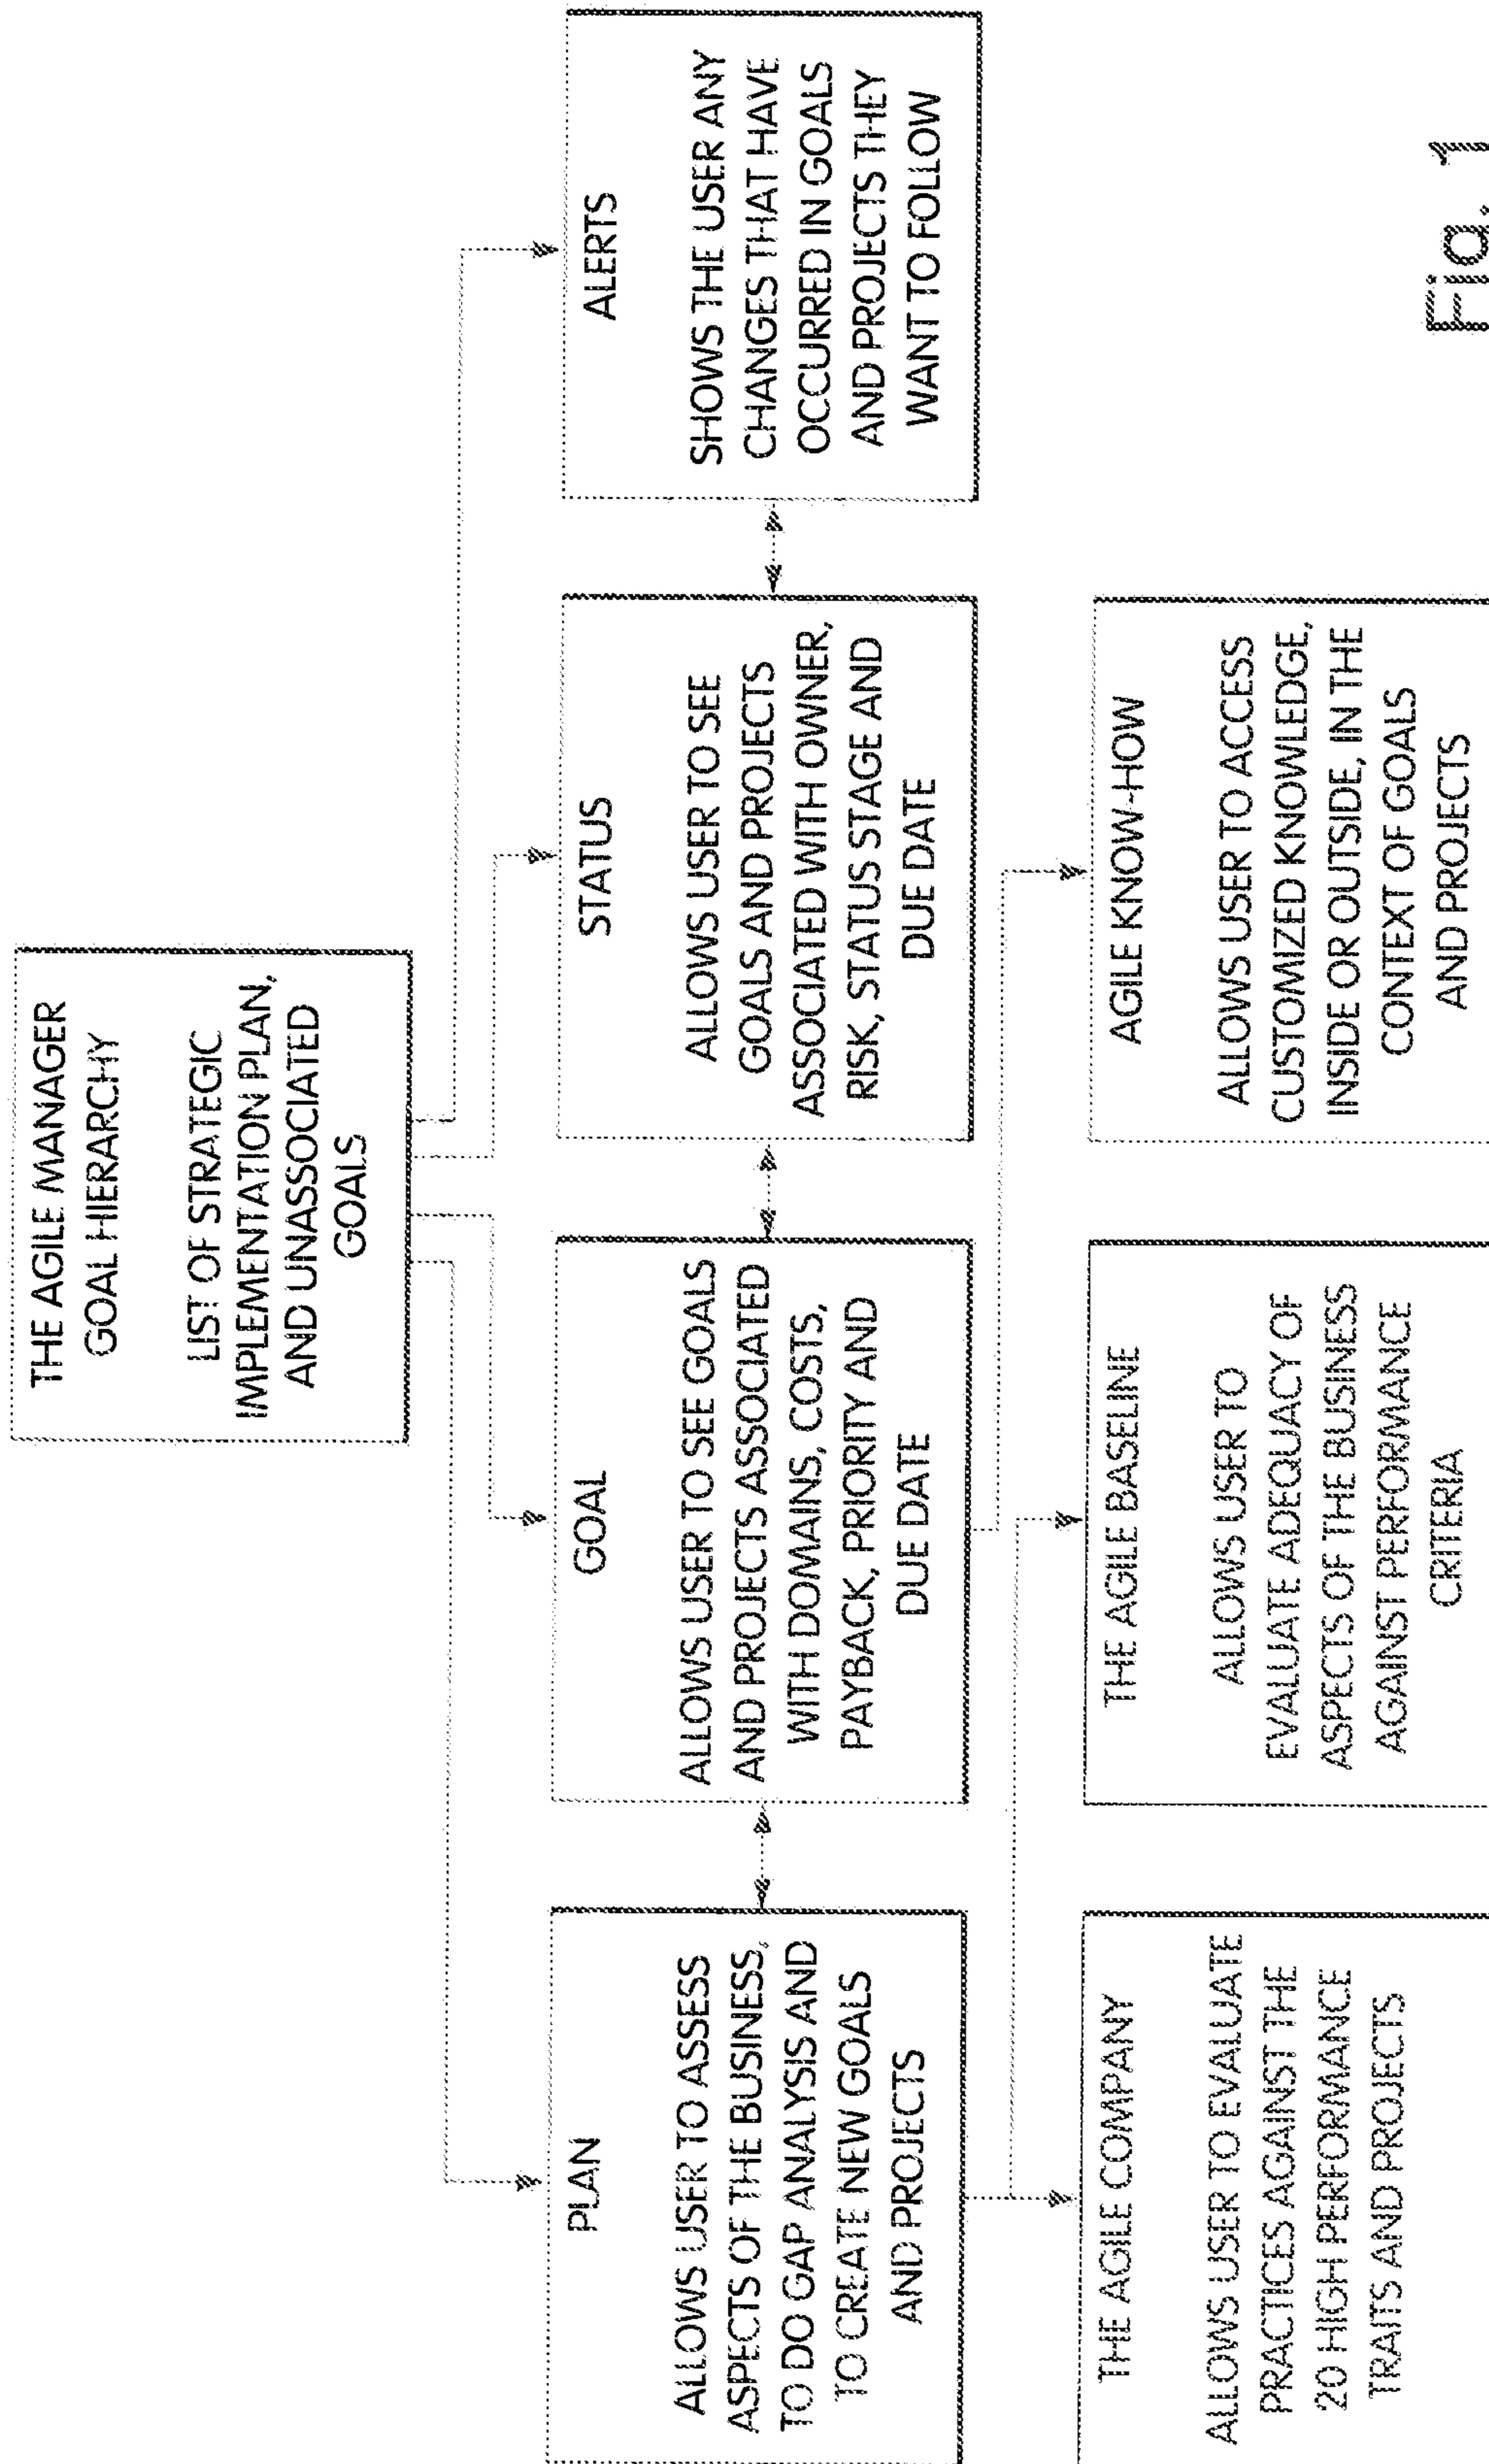 THE AGILE MANAGER
GOAL HIERARCHY
LIST OF STRATEGIC
IMPLEMENTATION PLAN,
AND UNASSOCIATED
GOALS
PLAN
ALLOWS USER TO ASSESS
ASPECTS OF THE BUSINESS,
TO DO GAP ANALYSIS AND
TO CREATE NEW GOALS
AND PROJECTS
GOAL
ALLOWS USER TO SEE GOALS
AND PROJECTS ASSOCIATED
WITH DOMAINS, COSTS,
PAYBACK, PRIORITY AND
DUE DATE
STATUS
ALLOWS USER TO SEE
GOALS AND PROJECTS
ASSOCIATED WITH OWNER,
RISK, STATUS STAGE AND
DUE DATE
ALERTS
SHOWS THE USER ANY
CHANGES THAT HAVE
OCCURRED IN GOALS
AND PROJECTS THEY
WANT TO FOLLOW
THE AGILE COMPANY
ALLOWS USER TO EVALUATE
PRACTICES AGAINST THE
20 HIGH PERFORMANCE
TRAITS AND PROJECTS
THE AGILE BASELINE
ALLOWS USER TO
EVALUATE ADEQUACY OF
ASPECTS OF THE BUSINESS
AGAINST PERFORMANCE
CRITERIA
AGILE KNOW-HOW
ALLOWS USER TO ACCESS
CUSTOMIZED KNOWLEDGE,
INSIDE OR OUTSIDE, IN THE
CONTEXT OF GOALS
AND PROJECTS
Fig. 1